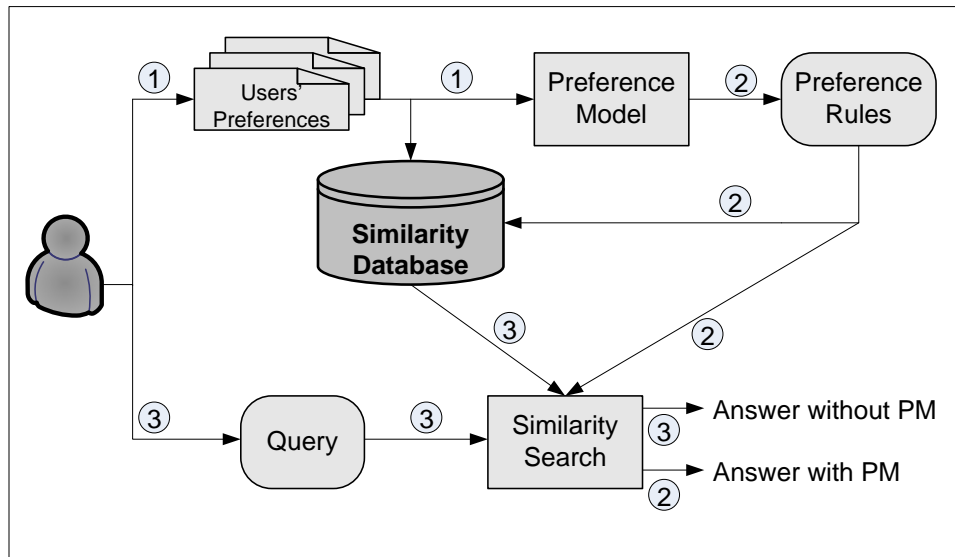 1
Users'
Preferences
1
Preference
Model
2
Preference
Rules
2
Similarity
Database
3
2
3
Query
3
Similarity
Search
3
Answer without PM
2
Answer with PM